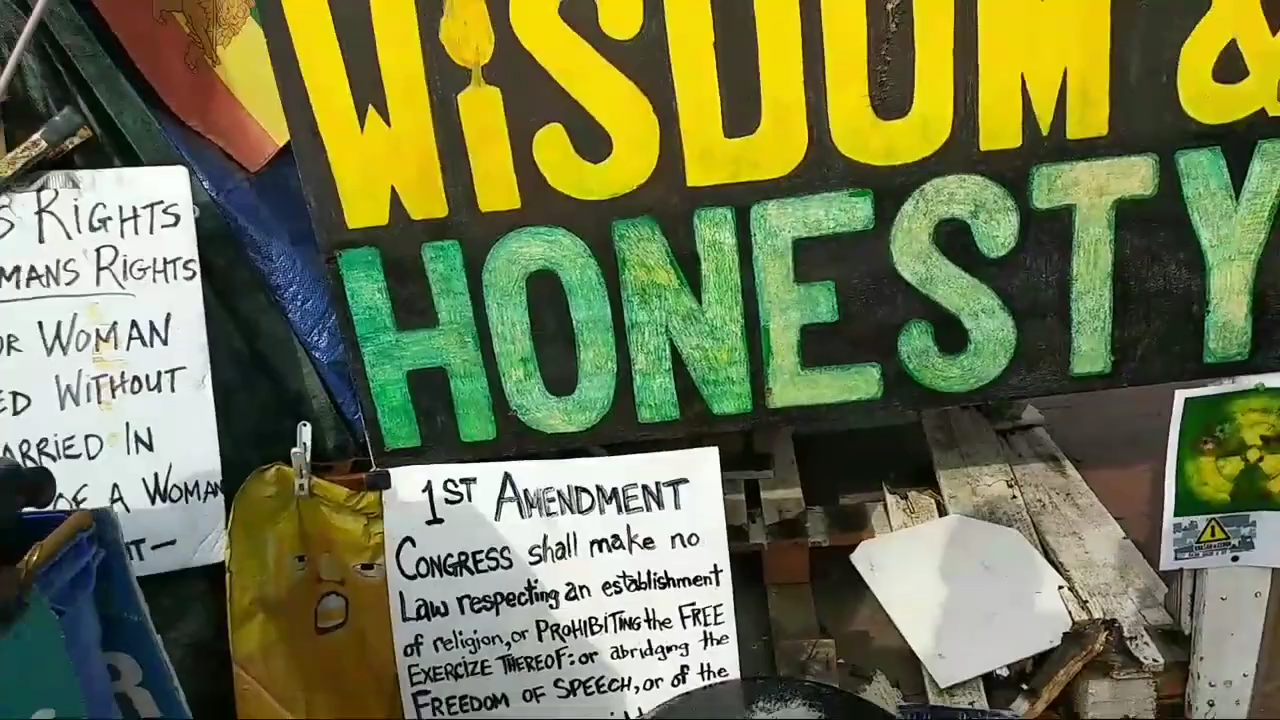 WiSDOM &
HONESTY
S RIGHTS
MANS RIGHTS
OR WOMAN
ED WITHOUT
ARRIED IN
OF A WOMAN
NT-
1ST AMENDMENT
CONGRESS shall make no
Law respecting an establishment
of religion, or PROHIBITING the FREE
EXERCIZE THEREOF: or abridging the
FREEDOM OF SPEECH, or of the
R